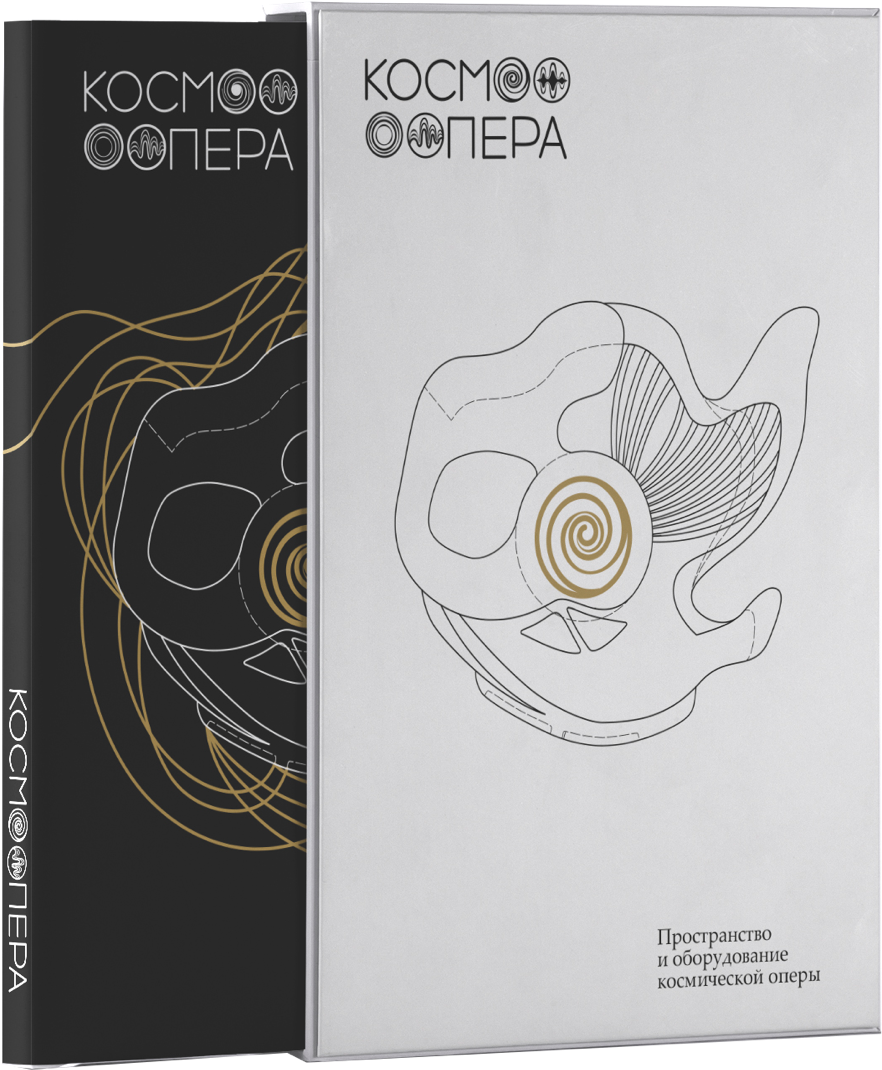 КОСМОО
ООПЕРА
КОСМОО
ООПЕРА
КОСМООПЕРА
Пространство
и оборудование
космической оперы